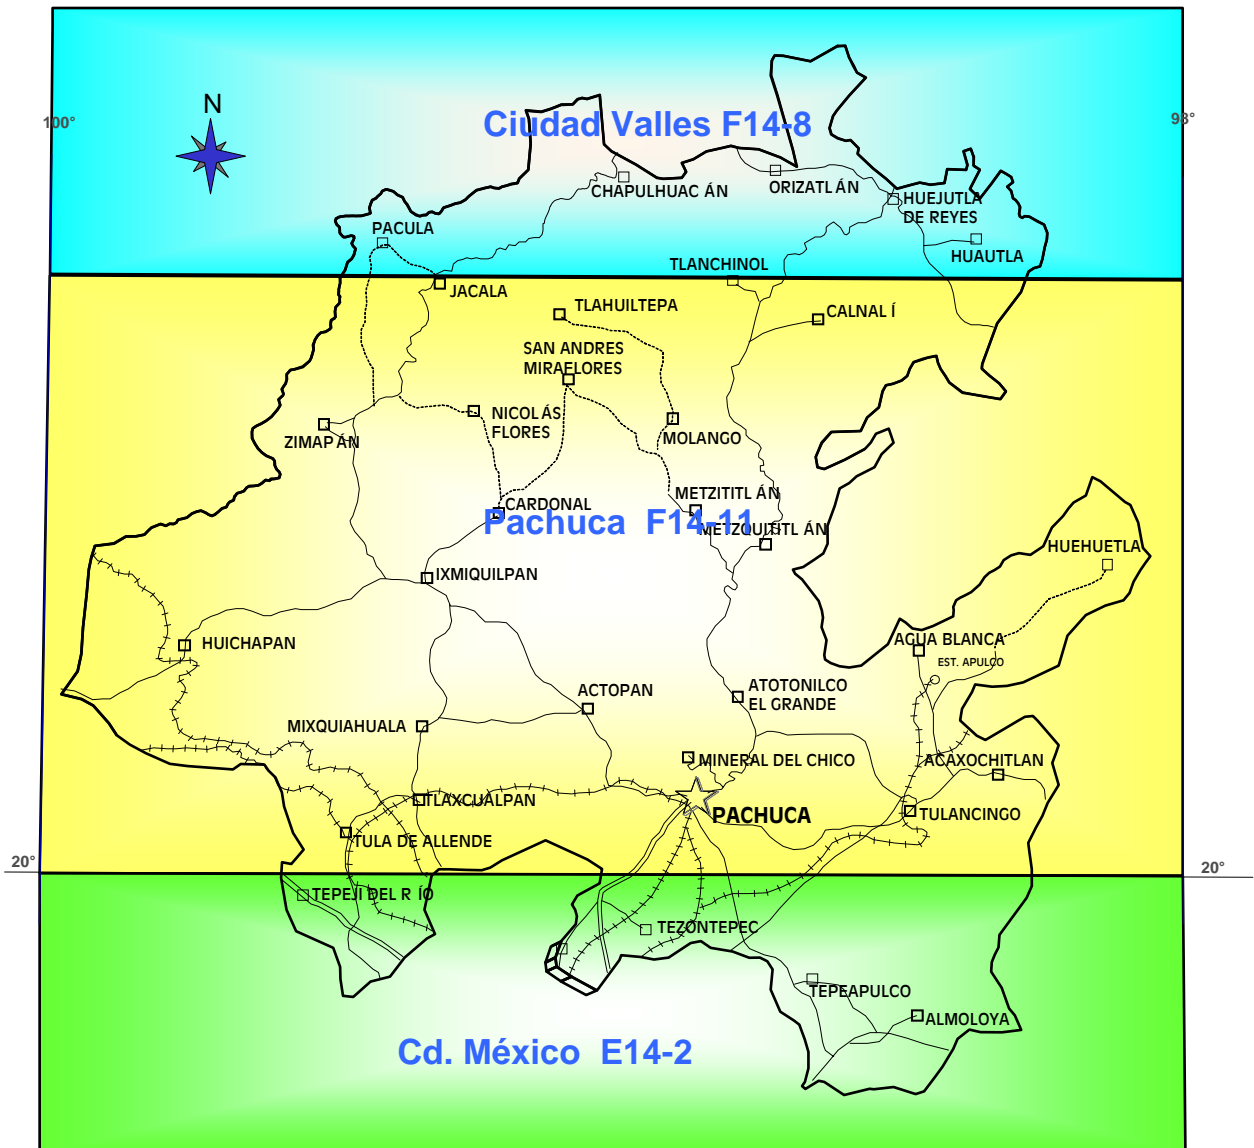 N
Ciudad Valles F14-8
100°
98°
CHAPULHUAC ÁN
ORIZATL ÁN
HUEJUTLA
DE REYES
PACULA
HUAUTLA
TLANCHINOL
JACALA
TLAHUILTEPA
CALNAL Í
SAN ANDRES
MIRAFLORES
NICOL ÁS
FLORES
MOLANGO
ZIMAP ÁN
METZITITL ÁN
CARDONAL
Pachuca F14-11
METZQUITITL ÁN
HUEHUETLA
IXMIQUILPAN
HUICHAPAN
AGUA BLANCA
EST. APULCO
ACTOPAN
ATOTONILCO
EL GRANDE
MIXQUIAHUALA
MINERAL DEL CHICO
ACAXOCHITLAN
TLAXCUALPAN
PACHUCA
TULANCINGO
TULA DE ALLENDE
20°
20°
TEPEJI DEL R ÍO
TEZONTEPEC
TEPEAPULCO
ALMOLOYA
Cd. México E14-2